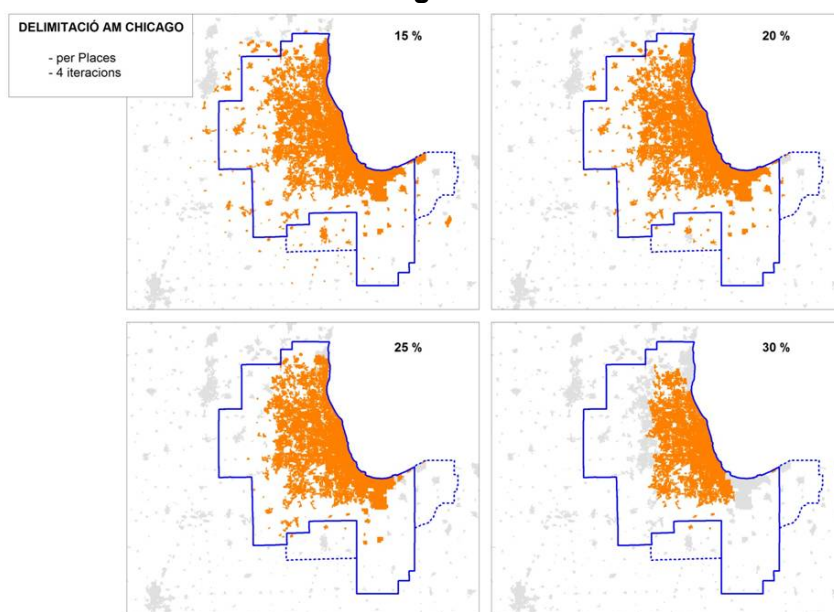 DELIMITACIÓ AM CHICAGO
- per Places
- 4 iteracions
15 %
20 %
25 %
30 %